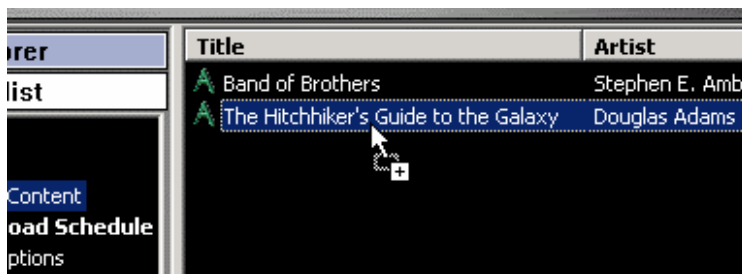 orer
list
Content
oad Schedule
ptions
Title Artist
Band of Brothers Stephen E. Amb
The Hitchhiker's Guide to the Galaxy Douglas Adams